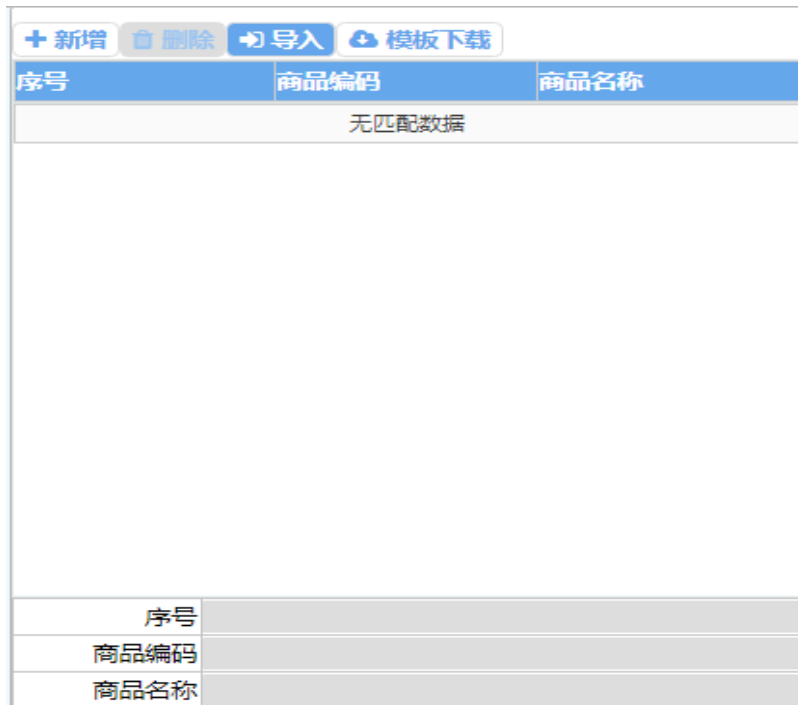 新增 删除 导入 模板下载
序号 商品编码 商品名称
无匹配数据
序号
商品编码
商品名称